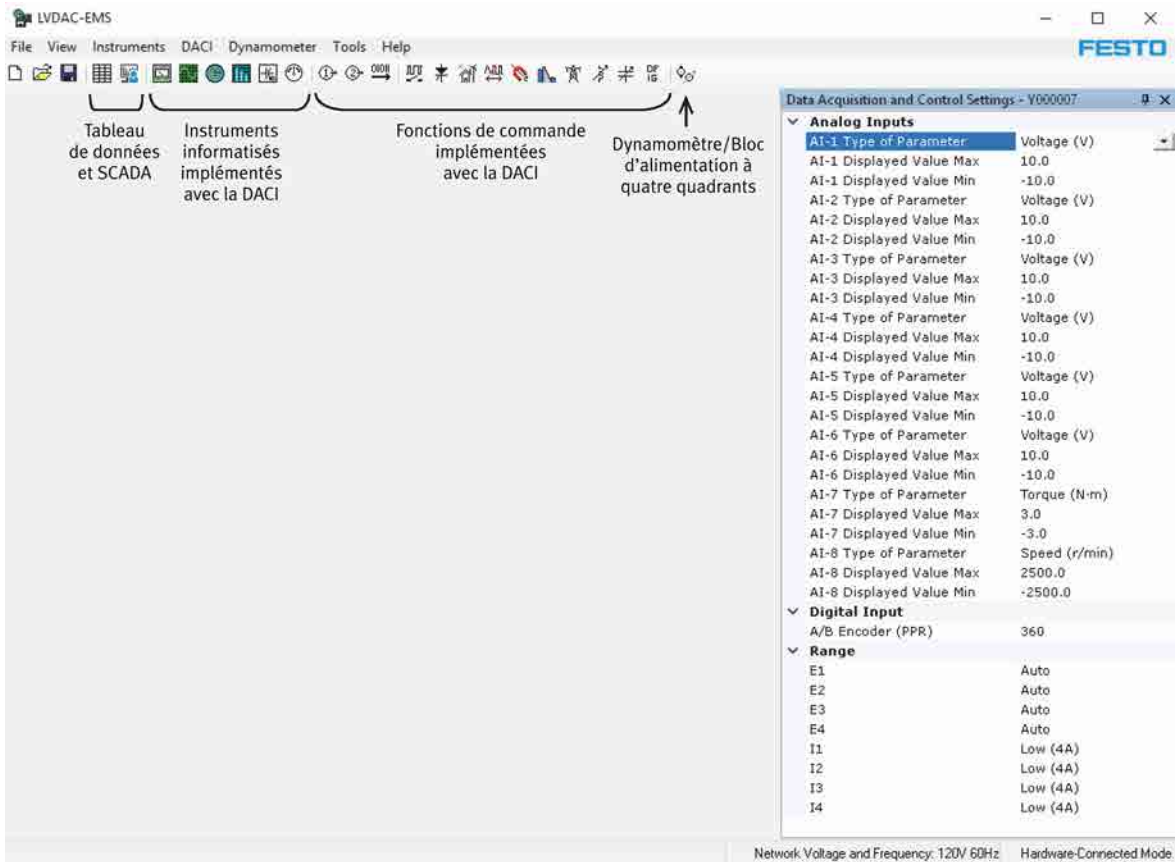 LVDAC-EMS
File View Instruments DACI Dynamometer Tools Help
FESTO
Tableau
de données
et SCADA
Instruments
informatisés
implémentés
avec la DACI
Fonctions de commande
implémentées
avec la DACI
Dynamomètre/Bloc
d'alimentation à
quatre quadrants
Data Acquisition and Control Settings - Y000007
Analog Inputs
AI-1 Type of Parameter Voltage (V)
AI-1 Displayed Value Max 10.0
AI-1 Displayed Value Min -10.0
AI-2 Type of Parameter Voltage (V)
AI-2 Displayed Value Max 10.0
AI-2 Displayed Value Min -10.0
AI-3 Type of Parameter Voltage (V)
AI-3 Displayed Value Max 10.0
AI-3 Displayed Value Min -10.0
AI-4 Type of Parameter Voltage (V)
AI-4 Displayed Value Max 10.0
AI-4 Displayed Value Min -10.0
AI-5 Type of Parameter Voltage (V)
AI-5 Displayed Value Max 10.0
AI-5 Displayed Value Min -10.0
AI-6 Type of Parameter Voltage (V)
AI-6 Displayed Value Max 10.0
AI-6 Displayed Value Min -10.0
AI-7 Type of Parameter Torque (N·m)
AI-7 Displayed Value Max 3.0
AI-7 Displayed Value Min -3.0
AI-8 Type of Parameter Speed (r/min)
AI-8 Displayed Value Max 2500.0
AI-8 Displayed Value Min -2500.0
Digital Input
A/B Encoder (PPR) 360
Range
E1 Auto
E2 Auto
E3 Auto
E4 Auto
I1 Low (4A)
I2 Low (4A)
I3 Low (4A)
I4 Low (4A)
Network Voltage and Frequency: 120V 60Hz Hardware-Connected Mode